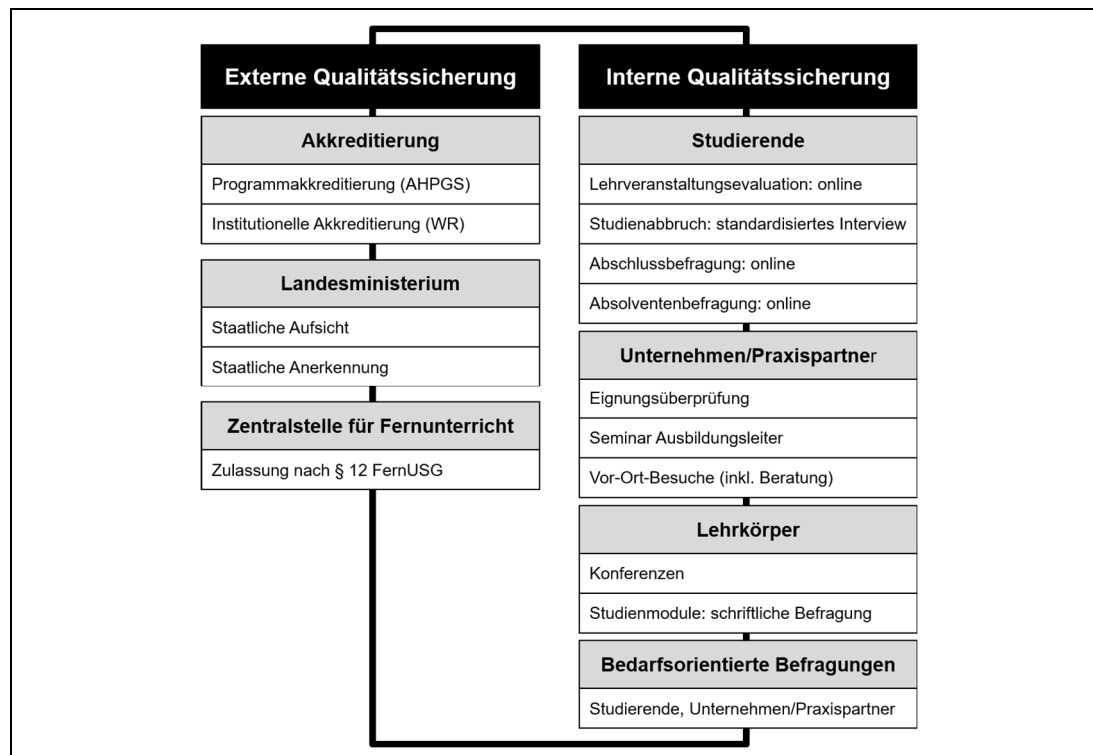 Externe Qualitätssicherung
Akkreditierung
Programmakkreditierung (AHPGS)
Institutionelle Akkreditierung (WR)
Landesministerium
Staatliche Aufsicht
Staatliche Anerkennung
Zentralstelle für Fernunterricht
Zulassung nach § 12 FernUSG
Interne Qualitätssicherung
Studierende
Lehrveranstaltungsevaluation: online
Studienabbruch: standardisiertes Interview
Abschlussbefragung: online
Absolventenbefragung: online
Unternehmen/Praxispartner
Eignungsüberprüfung
Seminar Ausbildungsleiter
Vor-Ort-Besuche (inkl. Beratung)
Lehrkörper
Konferenzen
Studienmodule: schriftliche Befragung
Bedarfsorientierte Befragungen
Studierende, Unternehmen/Praxispartner